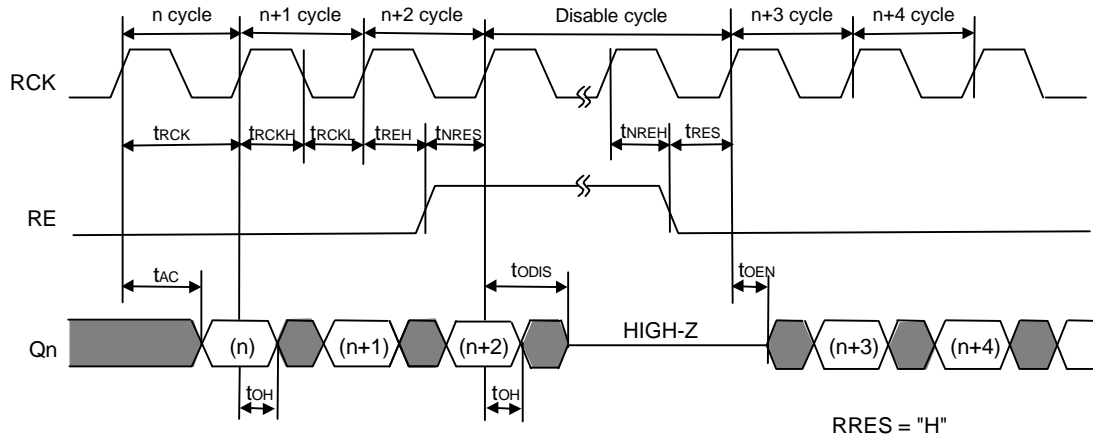 n cycle n+1 cycle n+2 cycle Disable cycle n+3 cycle n+4 cycle
RCK
tRCK tRCKH tRCKL tREH tNRES tNREH tRES
RE
tAC tODIS tOEN
Qn (n) (n+1) (n+2) HIGH-Z (n+3) (n+4)
tOH tOH
RRES = "H"